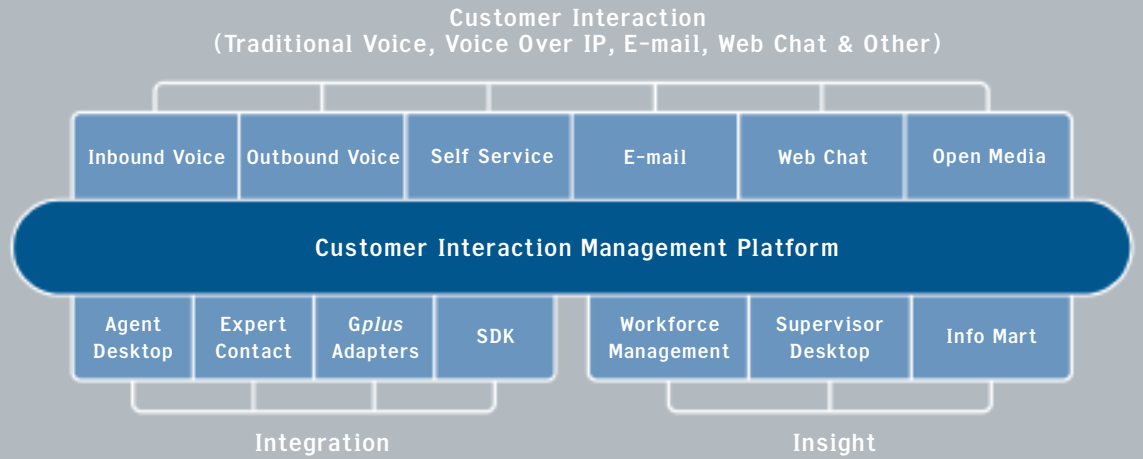 Customer Interaction
(Traditional Voice, Voice Over IP, E-mail, Web Chat & Other)
Inbound Voice
Outbound Voice
Self Service
E-mail
Web Chat
Open Media
Customer Interaction Management Platform
Agent
Desktop
Expert
Contact
Gplus
Adapters
SDK
Workforce
Management
Supervisor
Desktop
Info Mart
Integration
Insight